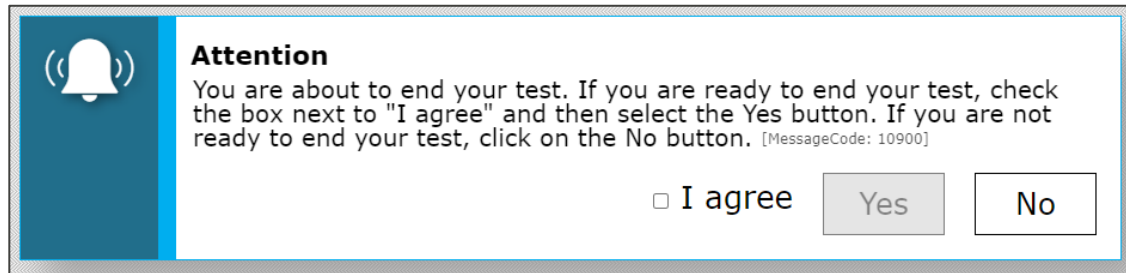 Attention
You are about to end your test. If you are ready to end your test, check
the box next to "I agree" and then select the Yes button. If you are not
ready to end your test, click on the No button. [MessageCode: 10900]
I agree Yes No